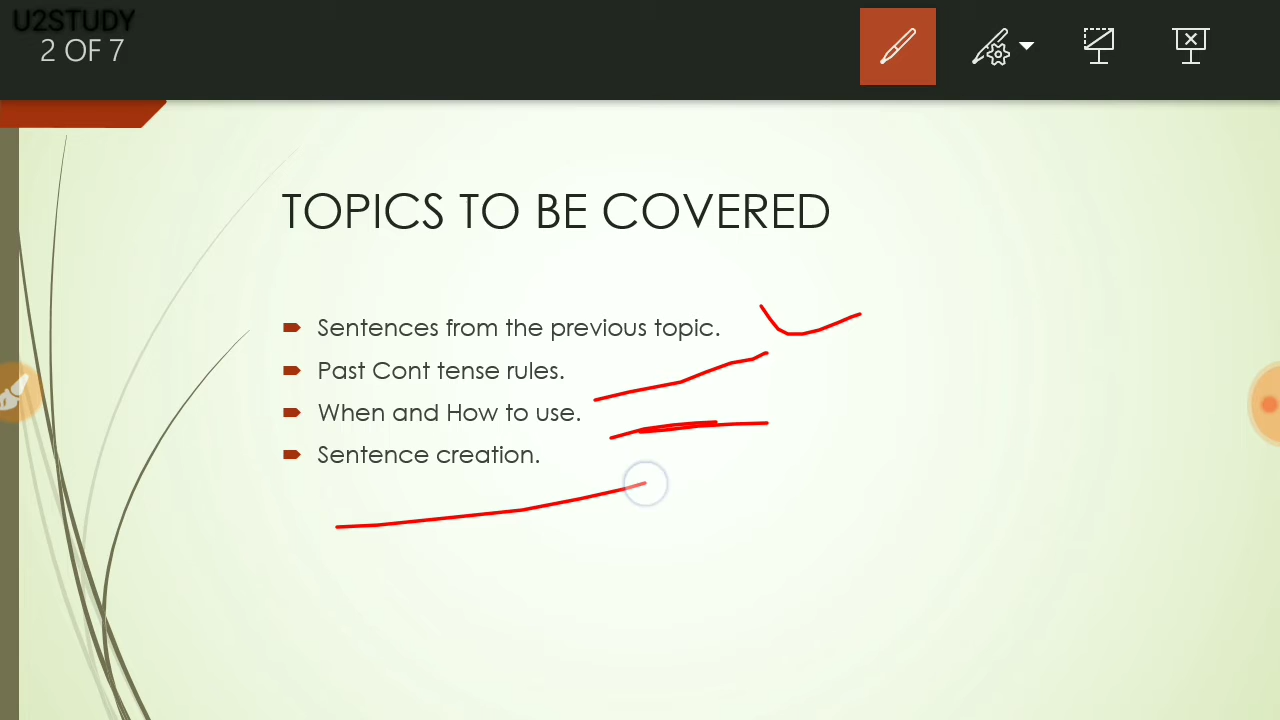 U2STUDY
2 OF 7
TOPICS TO BE COVERED
Sentences from the previous topic.
Past Cont tense rules.
When and How to use.
Sentence creation.